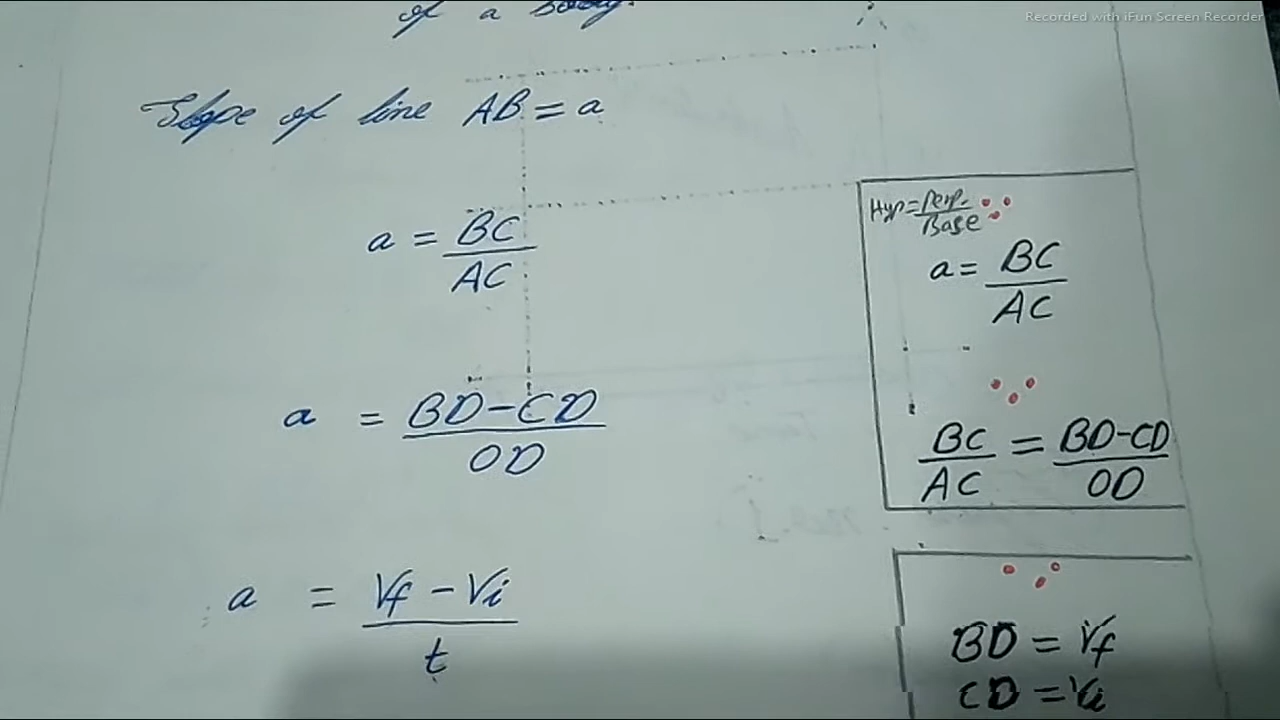 of a body.
Recorded with iFun Screen Recorder
Slope of line AB = a
a = BC
AC
a = BD-CD
OD
a = Vf - Vi
t
Hyp = Perp.
Base
a = BC
AC
BC = BD-CD
AC OD
BD = Vf
CD = Vi